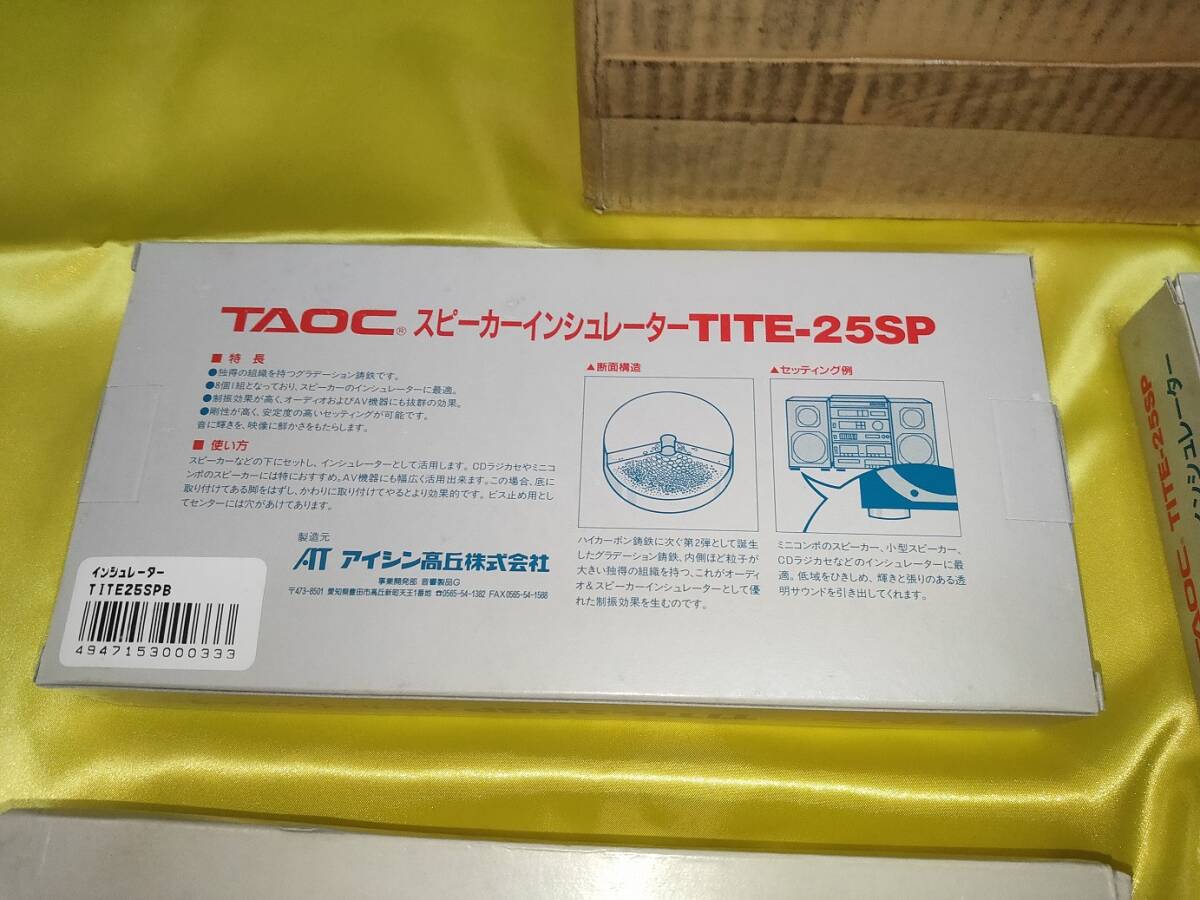 TAOC® スピーカーインシュレーターTITE-25SP
■ 特 長
●独得の組織を持つグラデーション鋳鉄です。
●8個1組となっており、スピーカーのインシュレーターに最適。
●制振効果が高く、オーディオおよびAV機器にも抜群の効果。
●剛性が高く、安定度の高いセッティングが可能です。
音に輝きを、映像に鮮かさをもたらします。
■ 使い方
スピーカーなどの下にセットし、インシュレーターとして活用します。CDラジカセやミニコ
ンポのスピーカーには特におすすめ。AV機器にも幅広く活用出来ます。この場合、底に
取り付けてある脚をはずし、かわりに取り付けてやるとより効果的です。ビス止め用とし
てセンターには穴があけてあります。
製造元
AT アイシン高丘株式会社
事業開発部 音響製品G
〒473-8501 愛知県豊田市高丘新町天王1番地 ☎0565-54-1382 FAX.0565-54-1588
▲断面構造
ハイカーボン鋳鉄に次ぐ第2弾として誕生
したグラデーション鋳鉄、内側ほど粒子が
大きい独得の組織を持つ、これがオーディ
オ&スピーカーインシュレーターとして優
れた制振効果を生むのです。
▲セッティング例
ミニコンポのスピーカー、小型スピーカー、
CDラジカセなどのインシュレーターに最
適。低域をひきしめ、輝きと張りのある透
明サウンドを引き出してくれます。
インシュレーター
TITE25SPB
4947153000333
TAOC TITE-25SP
インシュレーター